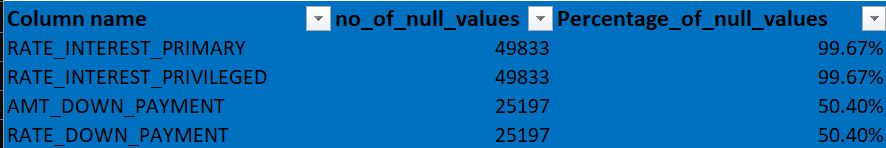 Column name no_of_null_values Percentage_of_null_values
RATE_INTEREST_PRIMARY 49833 99.67%
RATE_INTEREST_PRIVILEGED 49833 99.67%
AMT_DOWN_PAYMENT 25197 50.40%
RATE_DOWN_PAYMENT 25197 50.40%